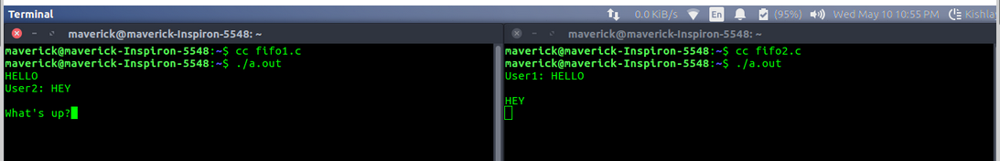 Terminal 0.0 KiB/s En (95%) Wed May 10 10:55 PM Kishla
maverick@maverick-Inspiron-5548: ~
maverick@maverick-Inspiron-5548:~$ cc fifo1.c
maverick@maverick-Inspiron-5548:~$ ./a.out
HELLO
User2: HEY
What's up?
maverick@maverick-Inspiron-5548: ~
maverick@maverick-Inspiron-5548:~$ cc fifo2.c
maverick@maverick-Inspiron-5548:~$ ./a.out
User1: HELLO
HEY